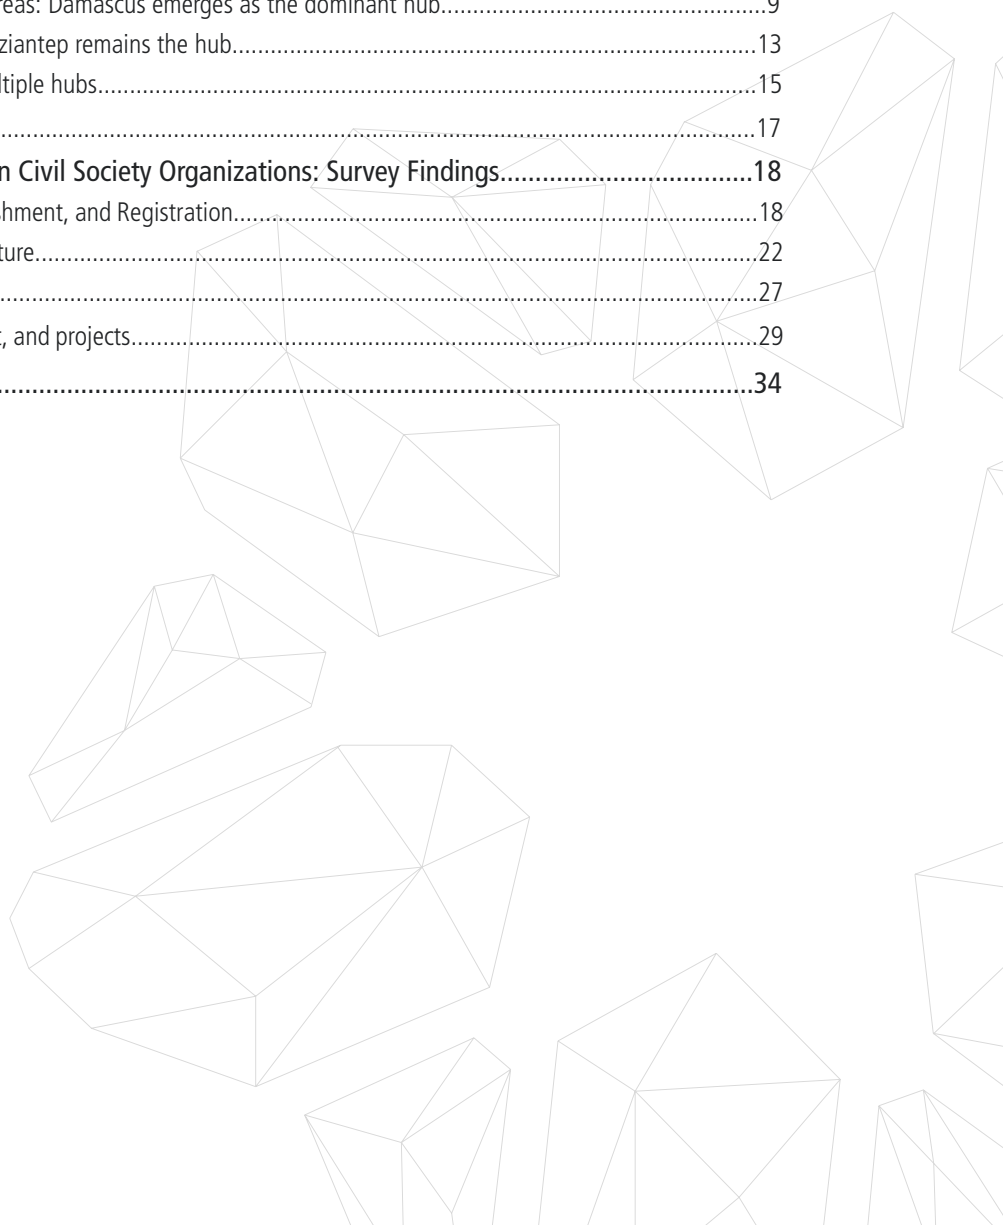 reas: Damascus emerges as the dominant hub..........................................................9
ziantep remains the hub.........................................................................................13
ltiple hubs..............................................................................................................15
..............................................................................................................................17
n Civil Society Organizations: Survey Findings....................................18
shment, and Registration........................................................................................18
ture........................................................................................................................22
..............................................................................................................................27
t, and projects.........................................................................................................29
..............................................................................................................34